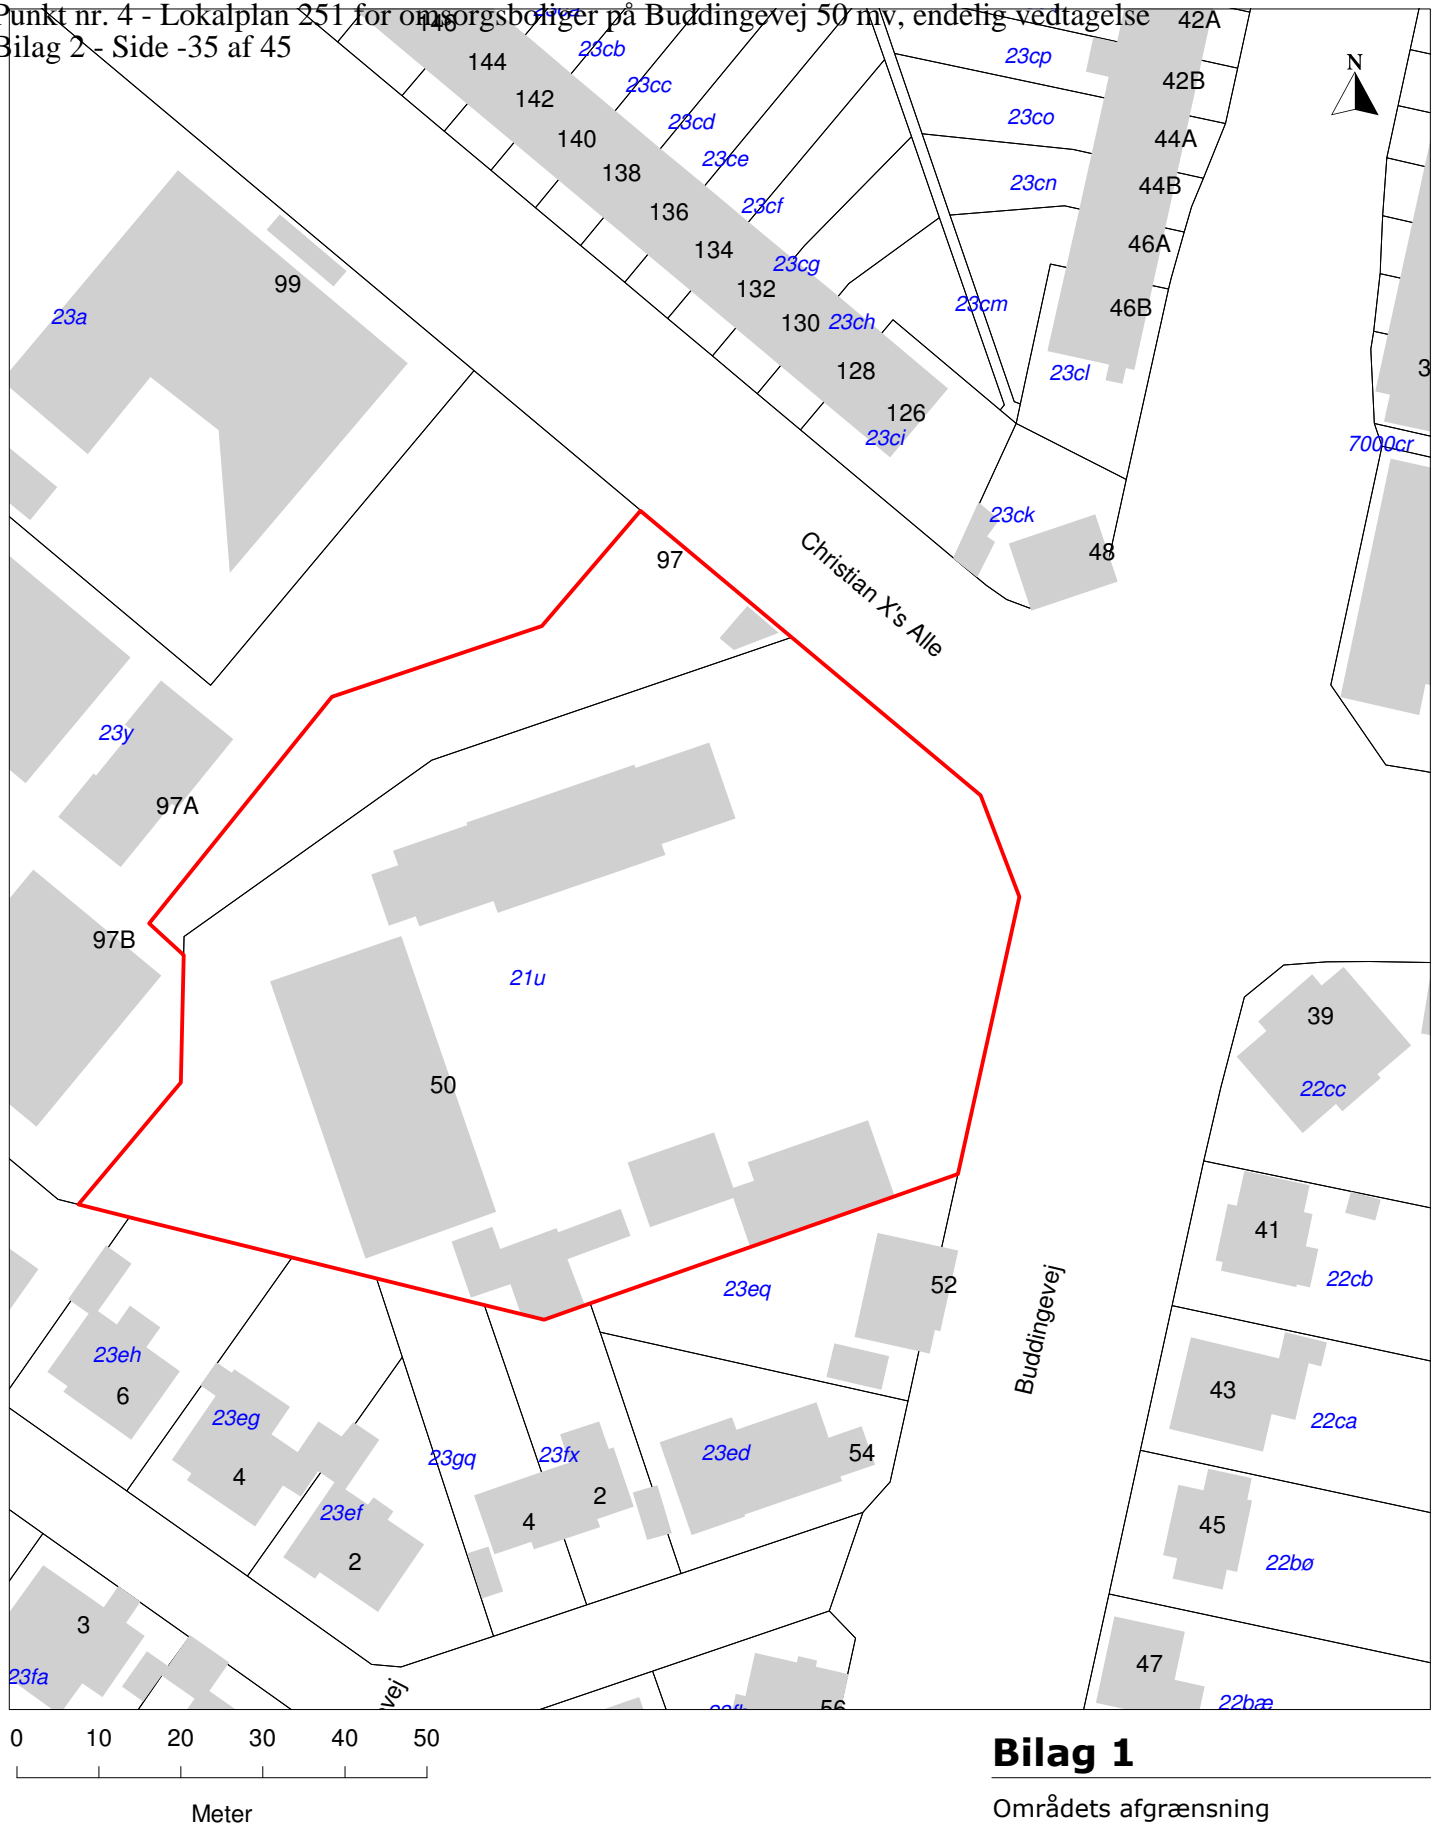 Punkt nr. 4 - Lokalplan 251 for omsorgsboliger på Buddingevej 50 mv, endelig vedtagelse
Bilag 2 - Side -35 af 45
146
144
142
140
138
136
134
132
130
128
126
23cb
23cc
23cd
23ce
23cf
23cg
23ch
23ci
23cp
23co
23cn
23cm
23cl
23ck
42A
42B
44A
44B
46A
46B
48
N
7000cr
99
23a
97
Christian X's Alle
23y
97A
97B
21u
50
39
22cc
41
22cb
43
22ca
45
22bø
47
22bæ
Buddingevej
52
23eq
54
23ed
23eh
6
23eg
4
23ef
2
23gq
23fx
2
4
3
23fa
vej
56
0 10 20 30 40 50
Meter
Bilag 1
Områdets afgrænsning